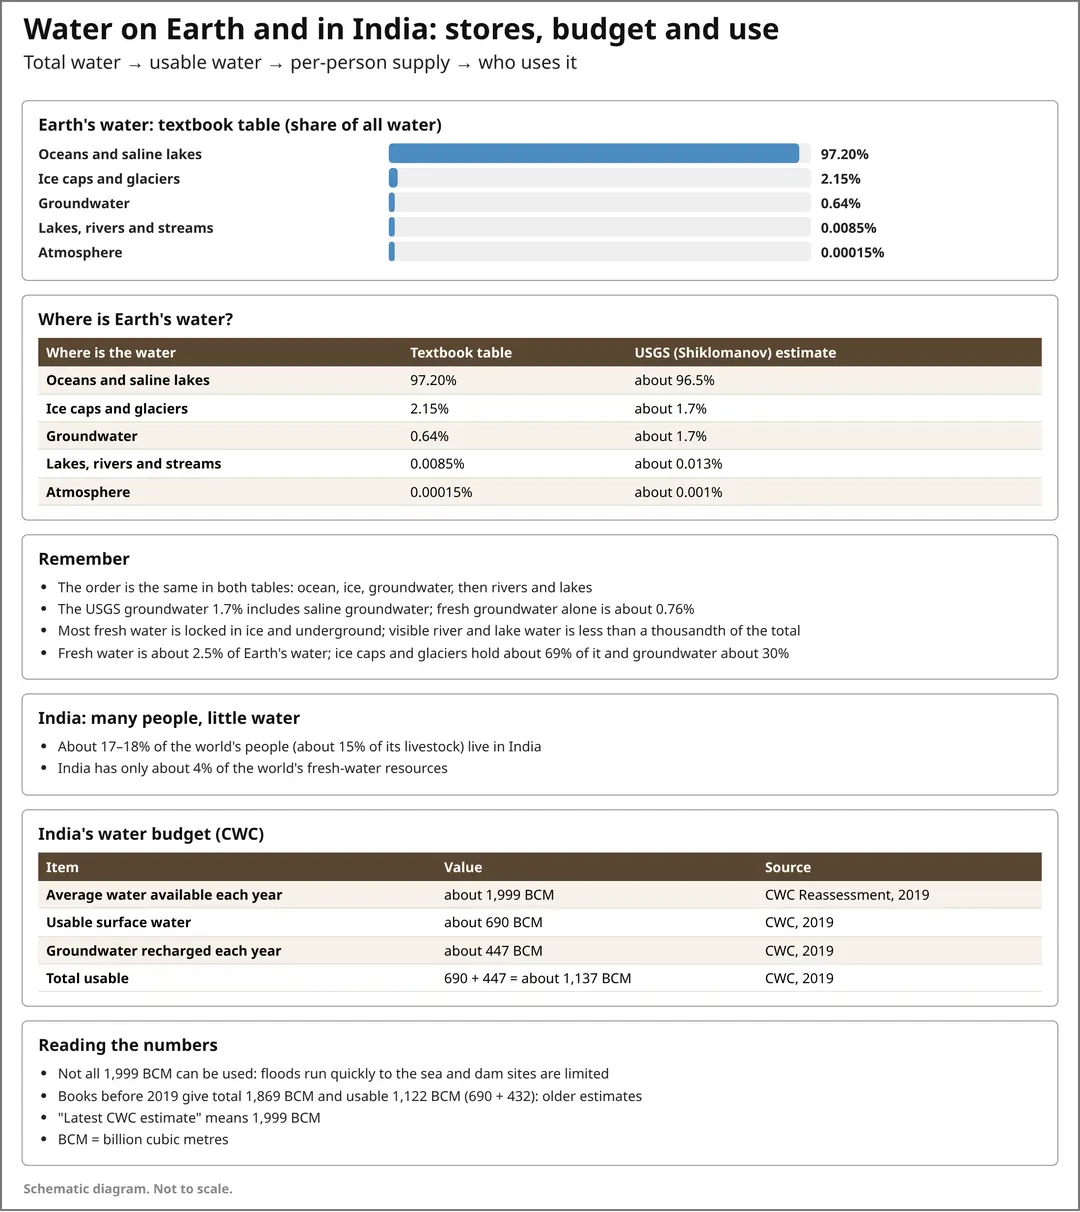 Water on Earth and in India: stores, budget and use
Total water → usable water → per-person supply → who uses it
Earth's water: textbook table (share of all water)
Oceans and saline lakes 97.20%
Ice caps and glaciers 2.15%
Groundwater 0.64%
Lakes, rivers and streams 0.0085%
Atmosphere 0.00015%
Where is Earth's water?
Where is the water Textbook table USGS (Shiklomanov) estimate
Oceans and saline lakes 97.20% about 96.5%
Ice caps and glaciers 2.15% about 1.7%
Groundwater 0.64% about 1.7%
Lakes, rivers and streams 0.0085% about 0.013%
Atmosphere 0.00015% about 0.001%
Remember
• The order is the same in both tables: ocean, ice, groundwater, then rivers and lakes
• The USGS groundwater 1.7% includes saline groundwater; fresh groundwater alone is about 0.76%
• Most fresh water is locked in ice and underground; visible river and lake water is less than a thousandth of the total
• Fresh water is about 2.5% of Earth's water; ice caps and glaciers hold about 69% of it and groundwater about 30%
India: many people, little water
• About 17–18% of the world's people (about 15% of its livestock) live in India
• India has only about 4% of the world's fresh-water resources
India's water budget (CWC)
Item Value Source
Average water available each year about 1,999 BCM CWC Reassessment, 2019
Usable surface water about 690 BCM CWC, 2019
Groundwater recharged each year about 447 BCM CWC, 2019
Total usable 690 + 447 = about 1,137 BCM CWC, 2019
Reading the numbers
• Not all 1,999 BCM can be used: floods run quickly to the sea and dam sites are limited
• Books before 2019 give total 1,869 BCM and usable 1,122 BCM (690 + 432): older estimates
• "Latest CWC estimate" means 1,999 BCM
• BCM = billion cubic metres
Schematic diagram. Not to scale.